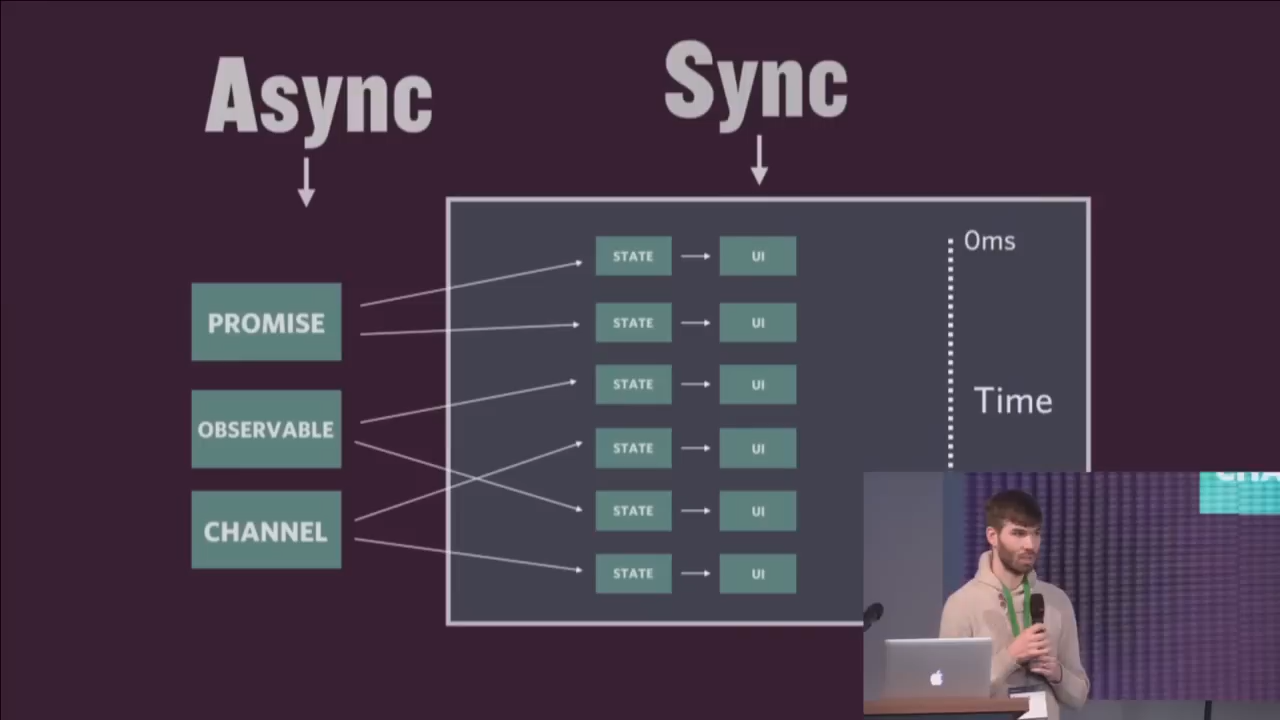 Async
Sync
0ms
STATE UI
PROMISE
STATE UI
STATE UI
Time
OBSERVABLE
STATE UI
STATE UI
CHANNEL
STATE UI